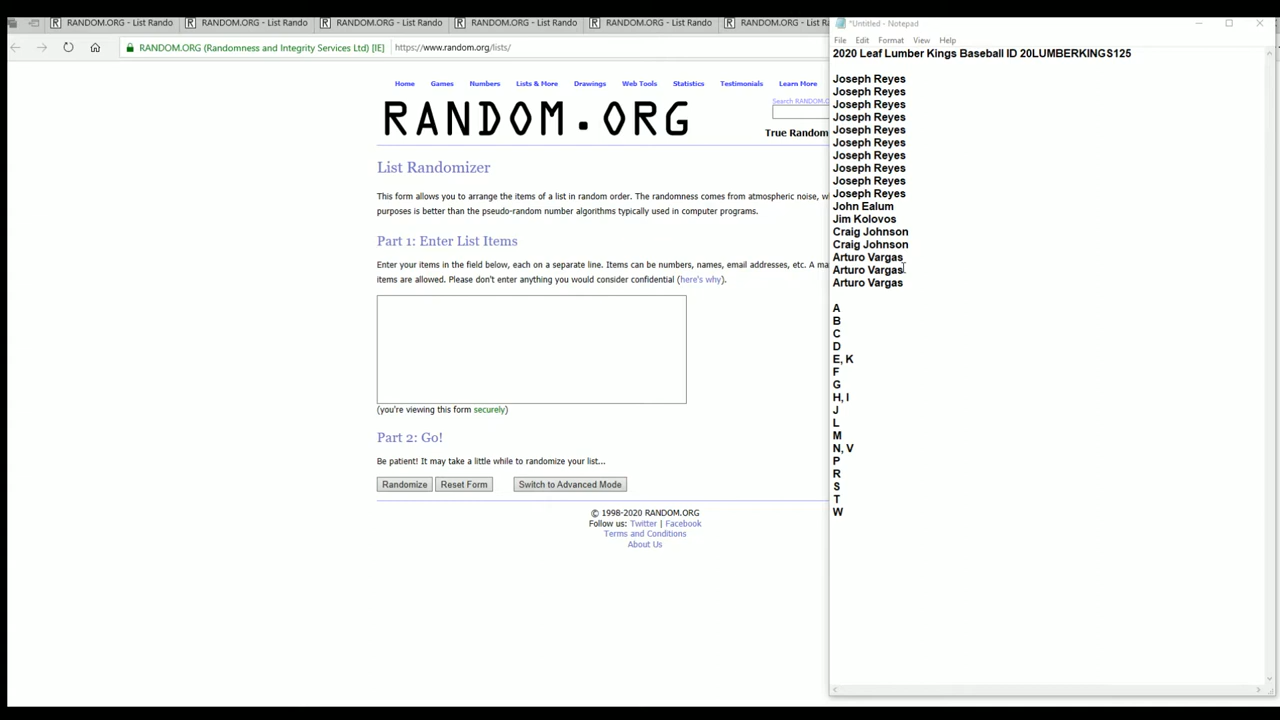 RANDOM.ORG - List Rando
RANDOM.ORG - List Rando
RANDOM.ORG - List Rando
RANDOM.ORG - List Rando
RANDOM.ORG - List Rando
RANDOM.ORG - List Rando
RANDOM.ORG (Randomness and Integrity Services Ltd) [IE]
https://www.random.org/lists/
Home Games Numbers Lists & More Drawings Web Tools Statistics Testimonials Learn More
Search RANDOM.O
RANDOM.ORG
True Random
List Randomizer
This form allows you to arrange the items of a list in random order. The randomness comes from atmospheric noise, w
purposes is better than the pseudo-random number algorithms typically used in computer programs.
Part 1: Enter List Items
Enter your items in the field below, each on a separate line. Items can be numbers, names, email addresses, etc. A ma
items are allowed. Please don't enter anything you would consider confidential (here's why).
(you're viewing this form securely)
Part 2: Go!
Be patient! It may take a little while to randomize your list...
Randomize Reset Form Switch to Advanced Mode
© 1998-2020 RANDOM.ORG
Follow us: Twitter | Facebook
Terms and Conditions
About Us
*Untitled - Notepad
File Edit Format View Help
2020 Leaf Lumber Kings Baseball ID 20LUMBERKINGS125
Joseph Reyes
Joseph Reyes
Joseph Reyes
Joseph Reyes
Joseph Reyes
Joseph Reyes
Joseph Reyes
Joseph Reyes
Joseph Reyes
Joseph Reyes
John Ealum
Jim Kolovos
Craig Johnson
Craig Johnson
Arturo Vargas
Arturo Vargas
Arturo Vargas
A
B
C
D
E, K
F
G
H, I
J
L
M
N, V
P
R
S
T
W